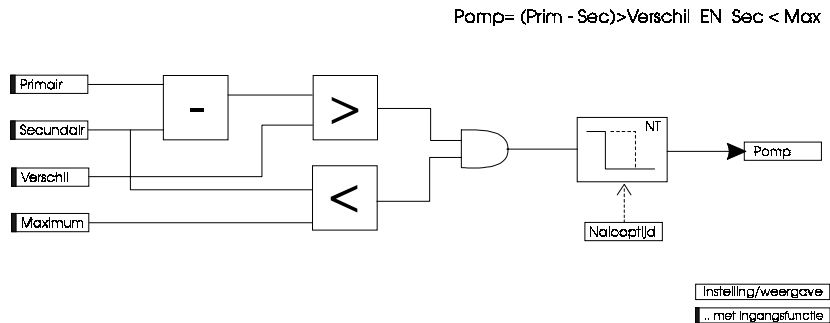 Pomp= (Prim - Sec)>Verschil EN Sec < Max
Primair
Secundair
Verschil
Maximum
-
>
<
NT
Pomp
Nalooptijd
Instelling/weergave
.. met ingangsfunctie